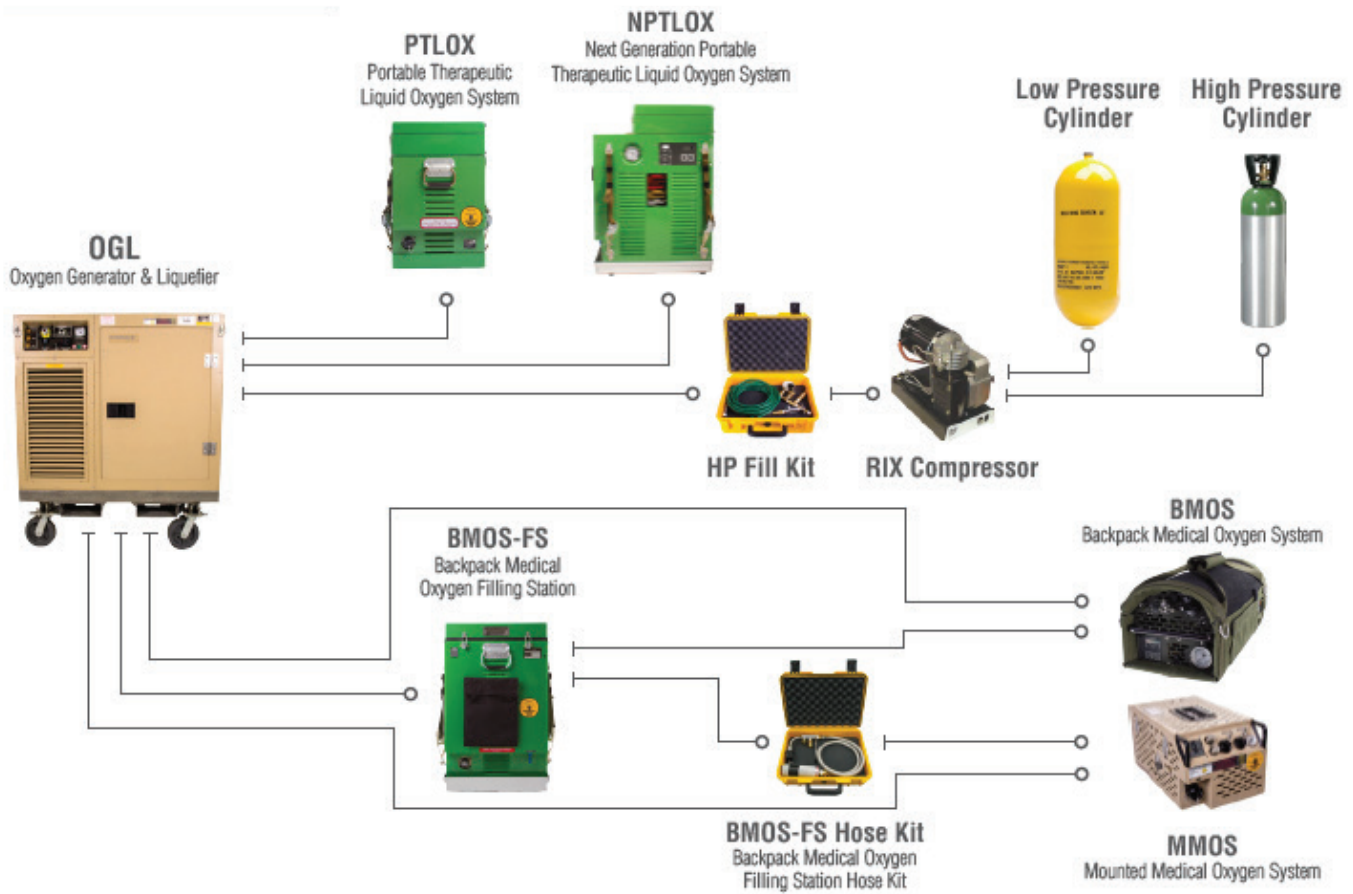 NPTLOX
Next Generation Portable
Therapeutic Liquid Oxygen System
PTLOX
Portable Therapeutic
Liquid Oxygen System
Low Pressure
Cylinder
High Pressure
Cylinder
OGL
Oxygen Generator & Liquefier
HP Fill Kit
RIX Compressor
BMOS
Backpack Medical Oxygen System
BMOS-FS
Backpack Medical
Oxygen Filling Station
BMOS-FS Hose Kit
Backpack Medical Oxygen
Filling Station Hose Kit
MMOS
Mounted Medical Oxygen System